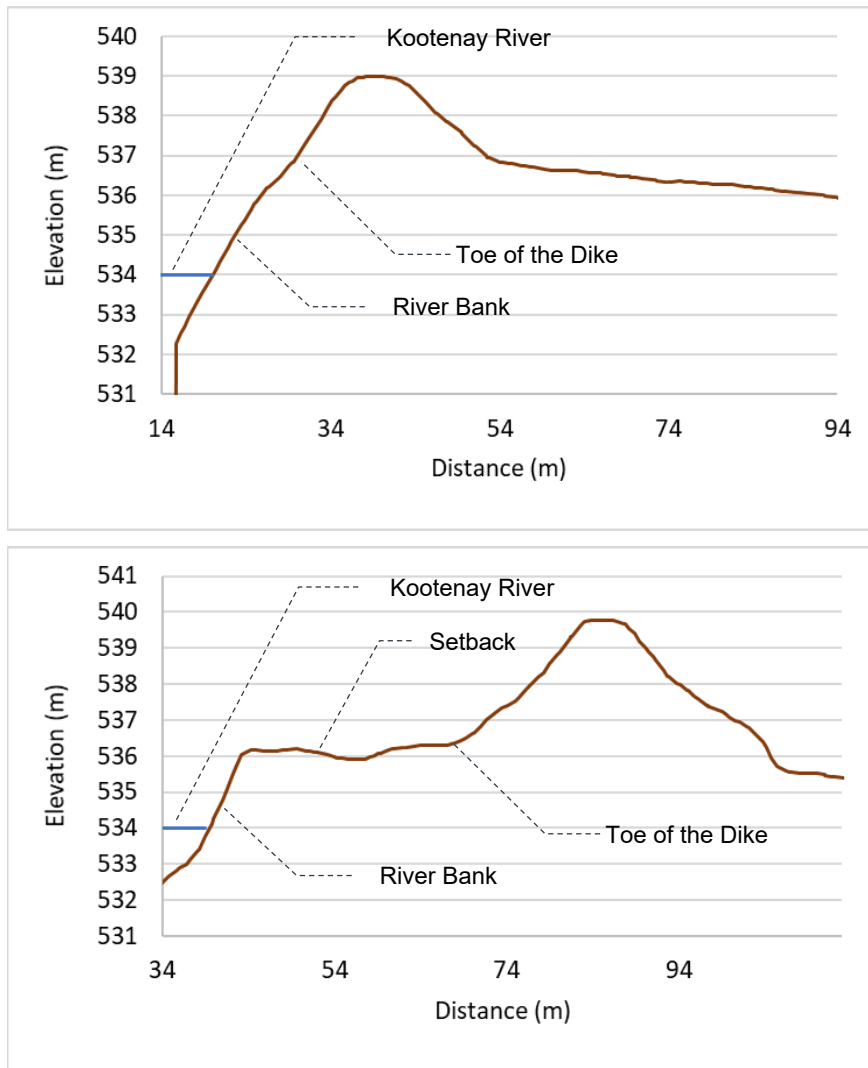 540
Kootenay River
539
538
537
536
535
Toe of the Dike
534
River Bank
533
532
531
Elevation (m)
14 34 54 74 94
Distance (m)
541
Kootenay River
540
Setback
539
538
537
536
535
534
Toe of the Dike
533
River Bank
532
531
Elevation (m)
34 54 74 94
Distance (m)